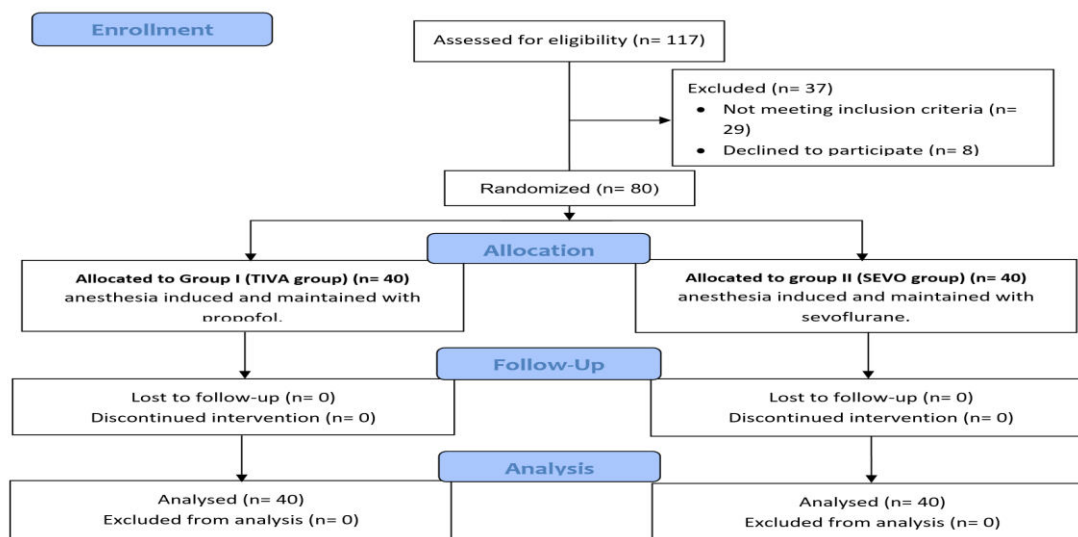 Enrollment
Assessed for eligibility (n= 117)
Excluded (n= 37)
• Not meeting inclusion criteria (n=
29)
• Declined to participate (n= 8)
Randomized (n= 80)
Allocation
Allocated to Group I (TIVA group) (n= 40)
anesthesia induced and maintained with
propofol.
Allocated to group II (SEVO group) (n= 40)
anesthesia induced and maintained with
sevoflurane.
Follow-Up
Lost to follow-up (n= 0)
Discontinued intervention (n= 0)
Lost to follow-up (n= 0)
Discontinued intervention (n= 0)
Analysis
Analysed (n= 40)
Excluded from analysis (n= 0)
Analysed (n= 40)
Excluded from analysis (n= 0)